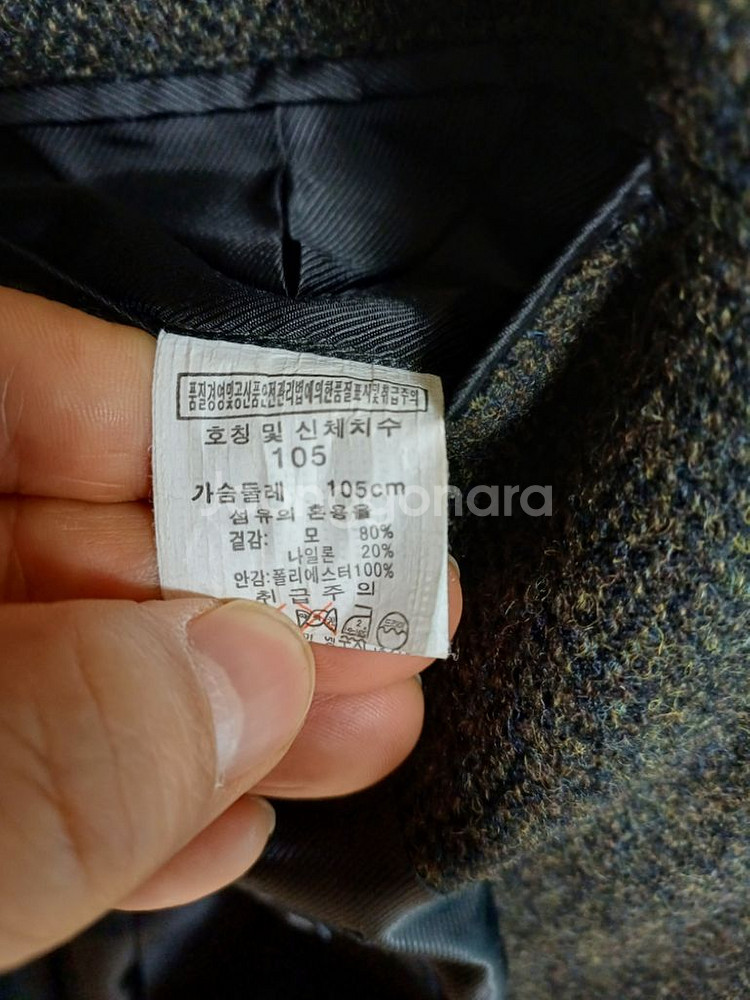 품질경영및공산품안전관리법에의한품질표시및취급주의
호칭 및 신체치수
105
가슴둘레 105cm
섬유의 혼용율
겉감: 모 80%
나일론 20%
안감:폴리에스터100%
취급주의